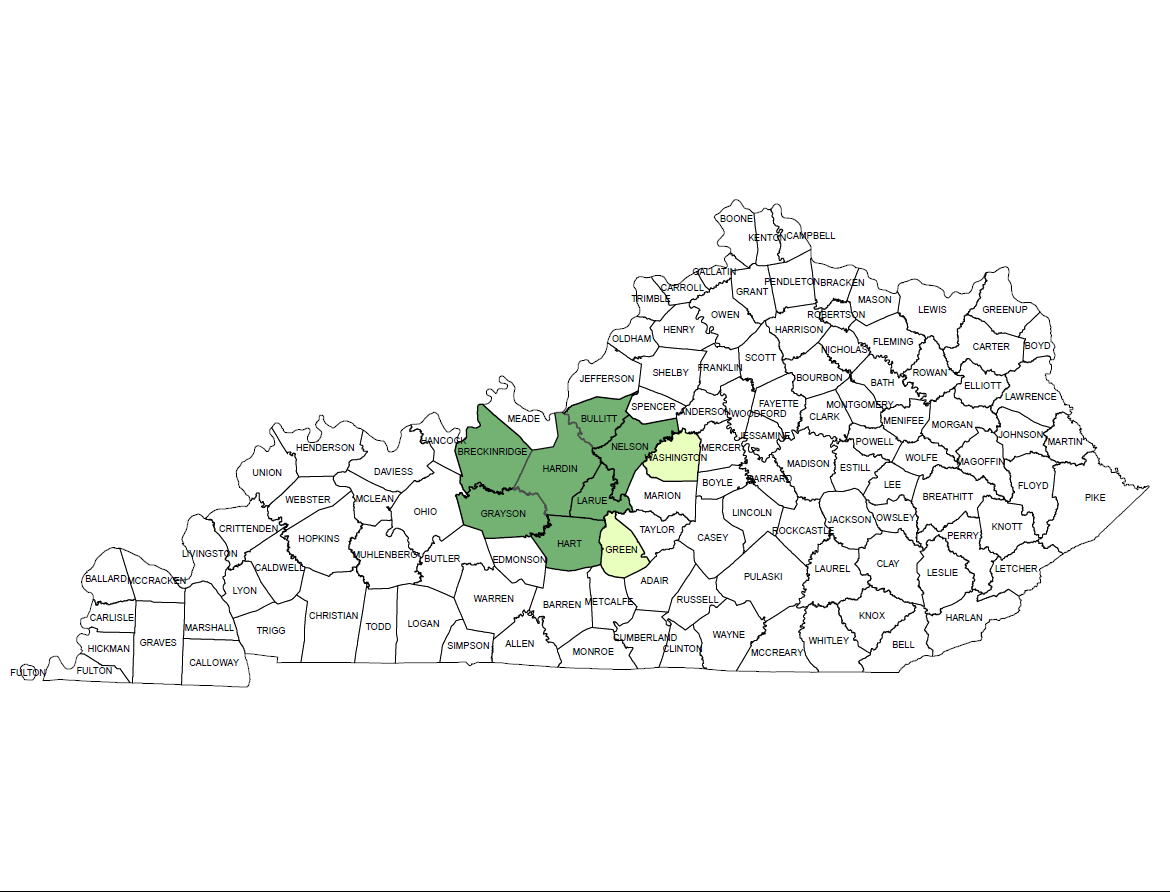 BOONE
KENTON
CAMPBELL
GALLATIN
CARROLL
TRIMBLE
GRANT
PENDLETON
BRACKEN
MASON
LEWIS
GREENUP
OWEN
ROBERTSON
HENRY
HARRISON
OLDHAM
FLEMING
NICHOLAS
CARTER
BOYD
SCOTT
FRANKLIN
SHELBY
JEFFERSON
BOURBON
BATH
ROWAN
ELLIOTT
LAWRENCE
SPENCER
ANDERSON
WOODFORD
FAYETTE
CLARK
MONTGOMERY
MENIFEE
MORGAN
MEADE
BULLITT
NELSON
JESSAMINE
POWELL
JOHNSON
MARTIN
HANCOCK
BRECKINRIDGE
HENDERSON
WASHINGTON
MERCER
WOLFE
MAGOFFIN
MADISON
ESTILL
HARDIN
DAVIESS
UNION
GARRARD
BOYLE
LEE
FLOYD
MARION
BREATHITT
PIKE
WEBSTER
MCLEAN
LARUE
OHIO
GRAYSON
LINCOLN
JACKSON
OWSLEY
KNOTT
CRITTENDEN
TAYLOR
ROCKCASTLE
PERRY
HOPKINS
CASEY
HART
GREEN
LIVINGSTON
MUHLENBERG
BUTLER
EDMONSON
CALDWELL
CLAY
LAUREL
LESLIE
LETCHER
BALLARD
MCCRACKEN
ADAIR
PULASKI
LYON
WARREN
BARREN
METCALFE
RUSSELL
CARLISLE
CHRISTIAN
KNOX
HARLAN
MARSHALL
TRIGG
TODD
LOGAN
WAYNE
CUMBERLAND
WHITLEY
GRAVES
ALLEN
SIMPSON
BELL
HICKMAN
CLINTON
MONROE
MCCREARY
CALLOWAY
FULTON
FULTON